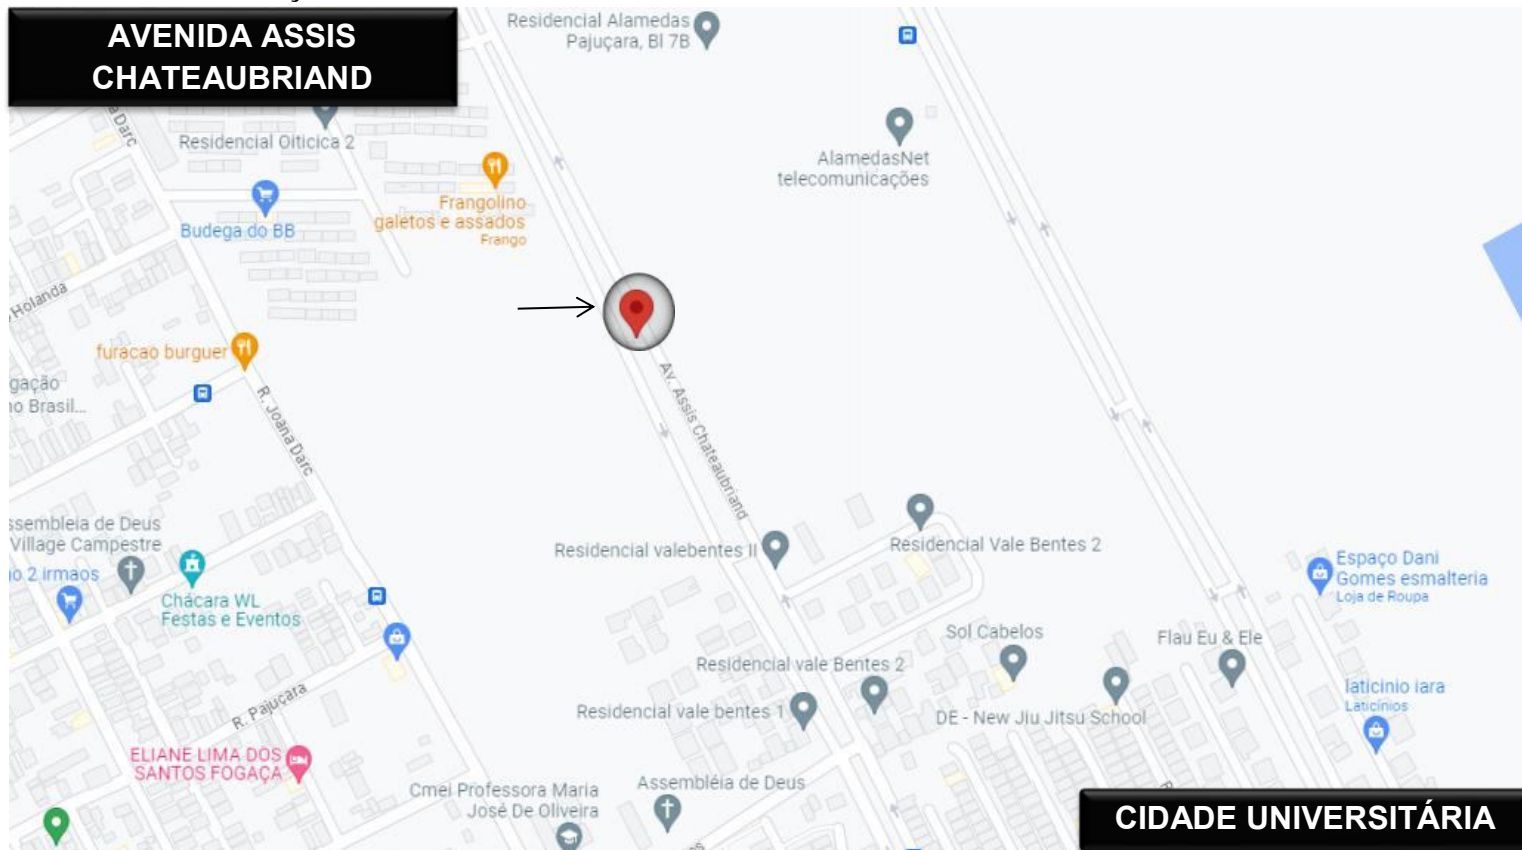 AVENIDA ASSIS
CHATEAUBRIAND
Residencial Alamedas
Pajuçara, Bl 7B
Residencial Oiticica 2
AlamedasNet
telecomunicações
Frangolino
galetos e assados
Frango
Budega do BB
Holanda
furacao burguer
R. Joana Darc
Av. Assis Chateaubriand
gação
no Brasil...
ssembleia de Deus
Village Campestre
o 2 irmaos
Chácara WL
Festas e Eventos
Residencial valebentes II
Residencial Vale Bentes 2
Espaço Dani
Gomes esmalteria
Loja de Roupa
Sol Cabelos
Flau Eu & Ele
Residencial vale Bentes 2
Residencial vale bentes 1
DE - New Jiu Jitsu School
laticinio iara
Laticínios
R. Pajuçara
ELIANE LIMA DOS
SANTOS FOGAÇA
Cmei Professora Maria
José De Oliveira
Assembléia de Deus
CIDADE UNIVERSITÁRIA